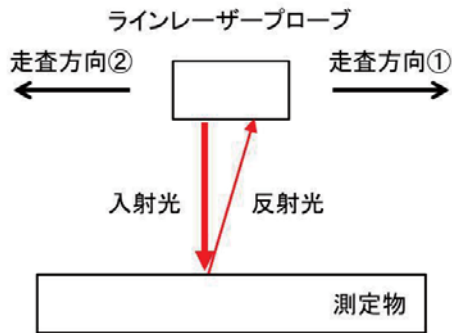 ラインレーザープローブ
走査方向②
走査方向①
入射光
反射光
測定物